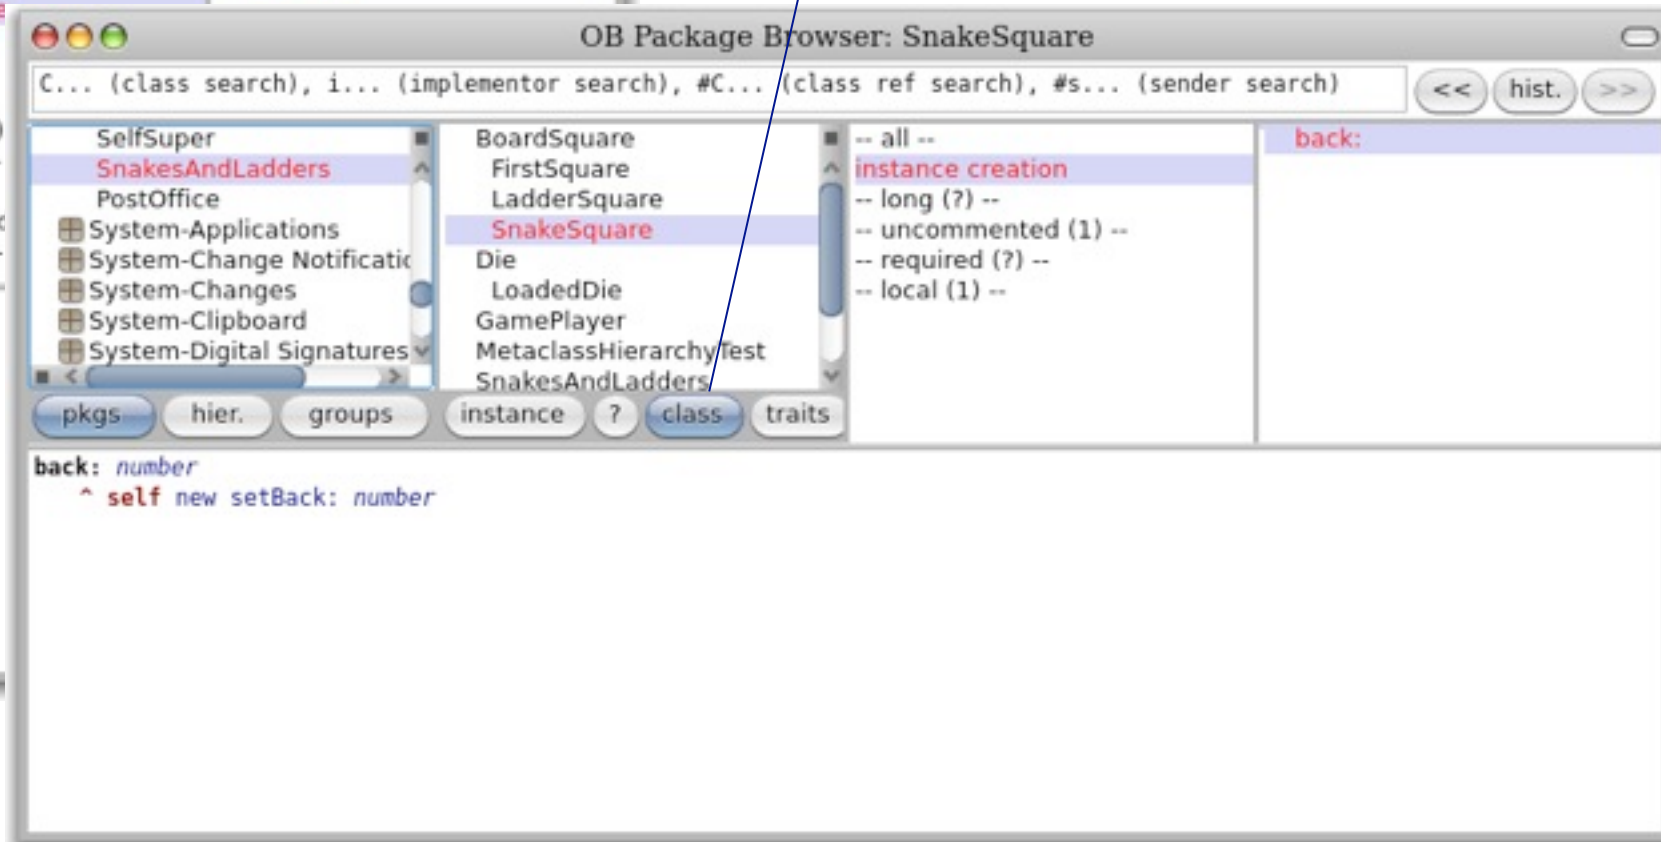 OB Package Browser: SnakeSquare
C... (class search), i... (implementor search), #C... (class ref search), #s... (sender search)
<< hist. >>
SelfSuper
SnakesAndLadders
PostOffice
System-Applications
System-Change Notificatic
System-Changes
System-Clipboard
System-Digital Signatures
BoardSquare
FirstSquare
LadderSquare
SnakeSquare
Die
LoadedDie
GamePlayer
MetaclassHierarchyTest
SnakesAndLadders
-- all --
instance creation
-- long (?) --
-- uncommented (1) --
-- required (?) --
-- local (1) --
back:
pkgs hier. groups instance ? class traits
back: number
^ self new setBack: number